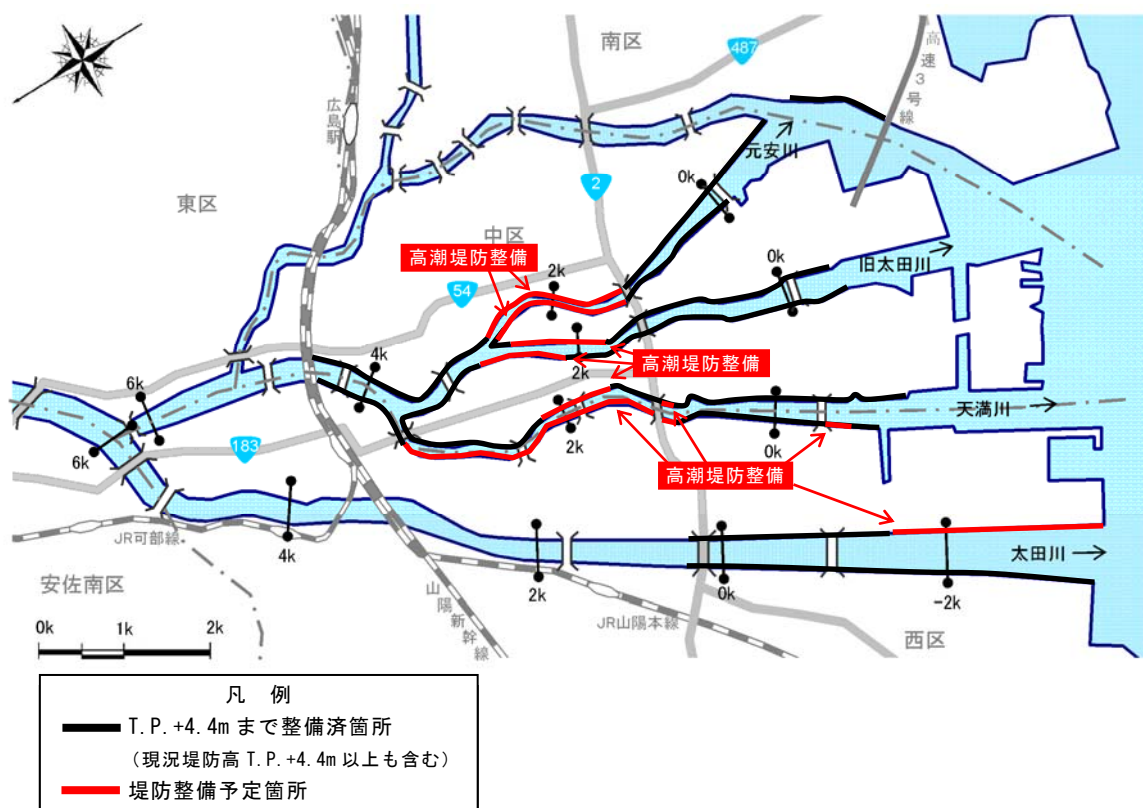 南区
487
高速3号線
広島駅
元安川
0k
2
東区
中区
高潮堤防整備
2k
0k
旧太田川
54
4k
高潮堤防整備
2k
6k
天満川
183
2k
0k
6k
高潮堤防整備
JR可部線
4k
2k
0k
太田川
-2k
安佐南区
山陽新幹線
JR山陽本線
西区
0k 1k 2k
凡 例
T.P.+4.4mまで整備済箇所
(現況堤防高T.P.+4.4m以上も含む)
堤防整備予定箇所